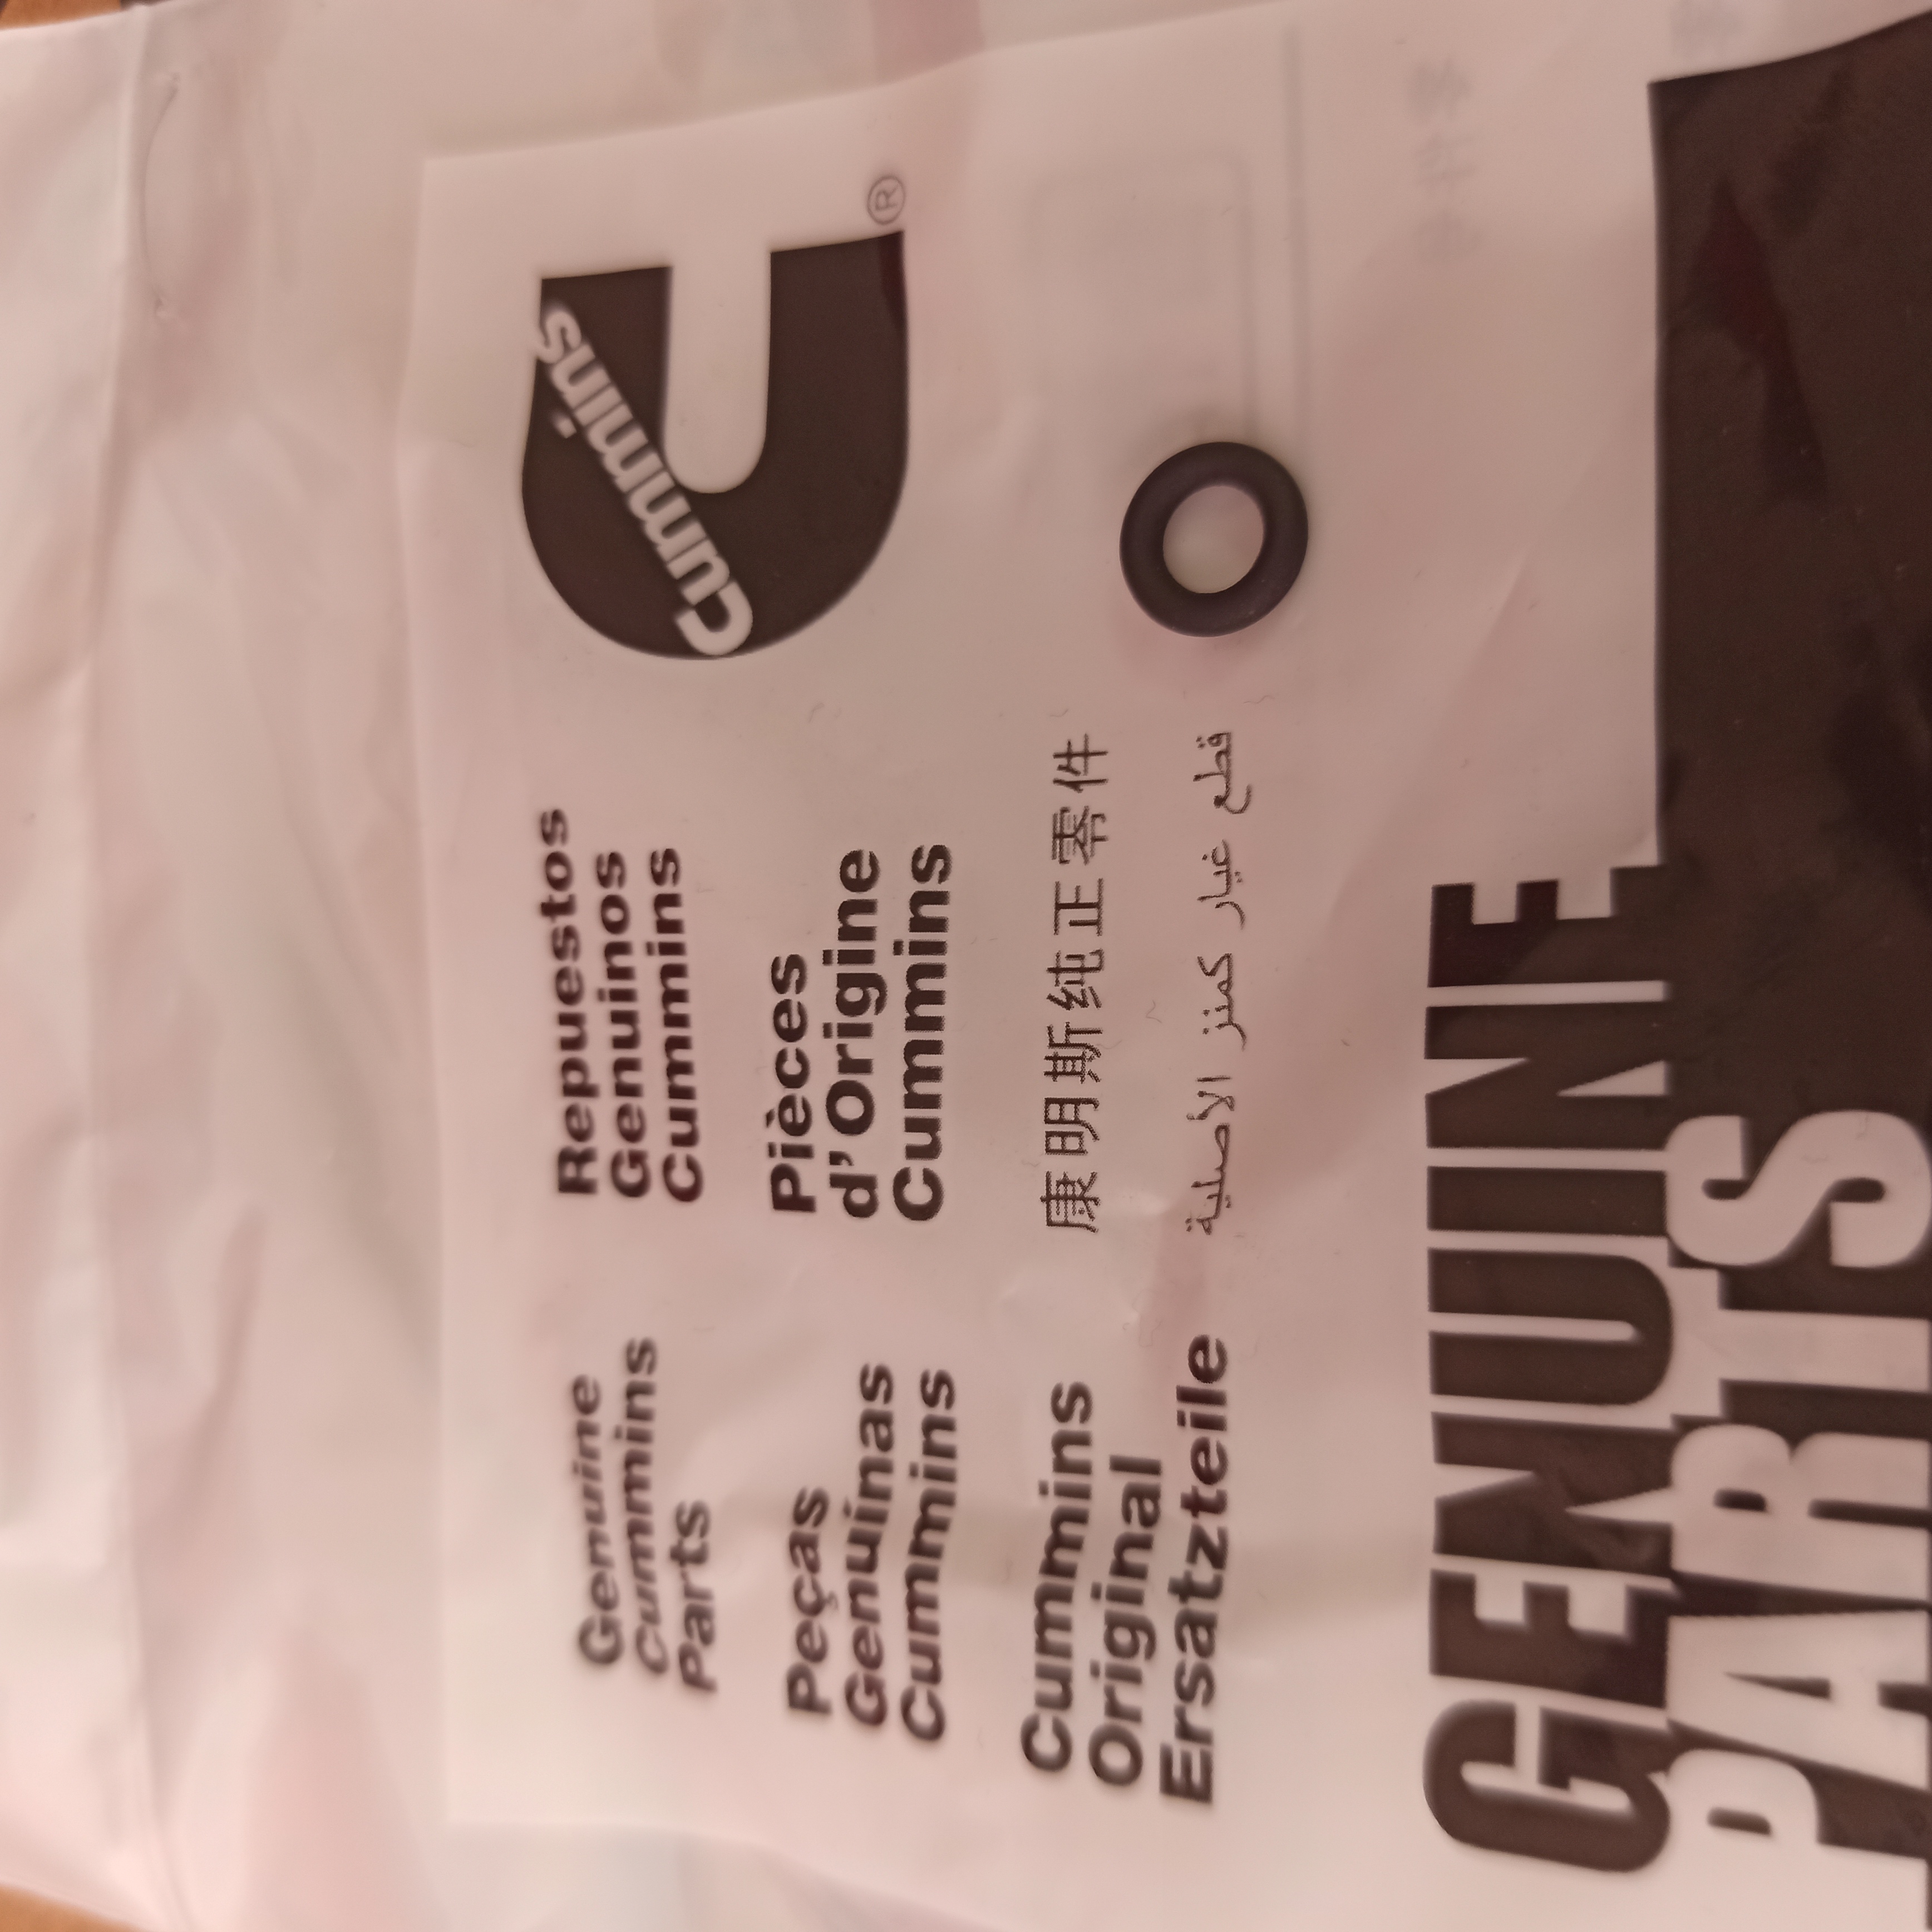 Genuine
Cummins
Parts
Repuestos
Genuinos
Cummins
Cummins
®
Peças
Genuínas
Cummins
Pièces
d’Origine
Cummins
Cummins
Original
Ersatzteile
康明斯纯正零件
قطع غيار كمنز الأصلية
GENUINE
PARTS